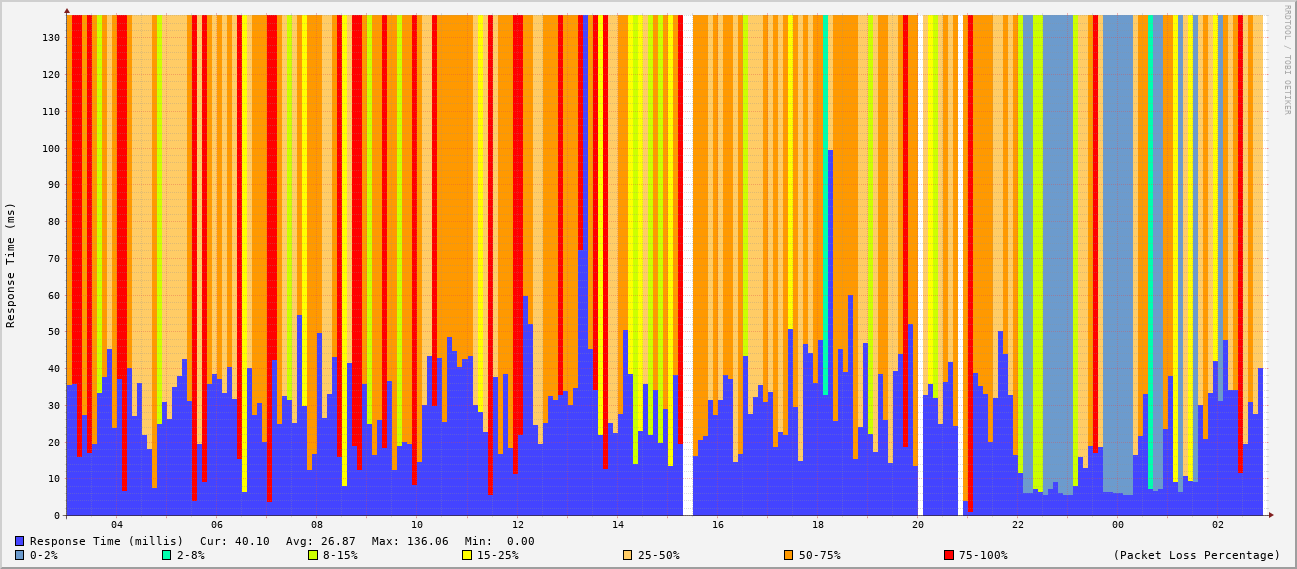 RRDTOOL / TOBI OETIKER
Response Time (ms)
130
120
110
100
90
80
70
60
50
40
30
20
10
0
04 06 08 10 12 14 16 18 20 22 00 02
Response Time (millis) Cur: 40.10 Avg: 26.87 Max: 136.06 Min: 0.00
0-2% 2-8% 8-15% 15-25% 25-50% 50-75% 75-100% (Packet Loss Percentage)